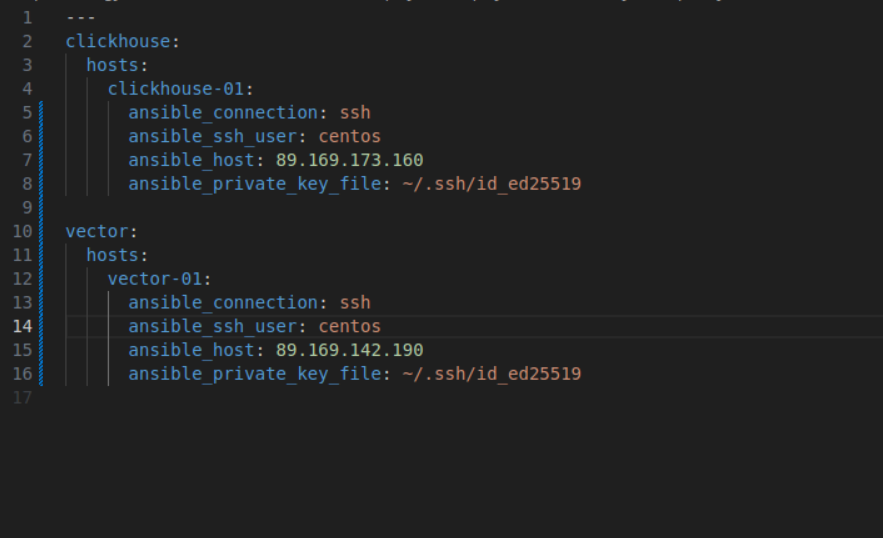 1 ---
2 clickhouse:
3   hosts:
4     clickhouse-01:
5       ansible_connection: ssh
6       ansible_ssh_user: centos
7       ansible_host: 89.169.173.160
8       ansible_private_key_file: ~/.ssh/id_ed25519
9
10 vector:
11   hosts:
12     vector-01:
13       ansible_connection: ssh
14       ansible_ssh_user: centos
15       ansible_host: 89.169.142.190
16       ansible_private_key_file: ~/.ssh/id_ed25519
17